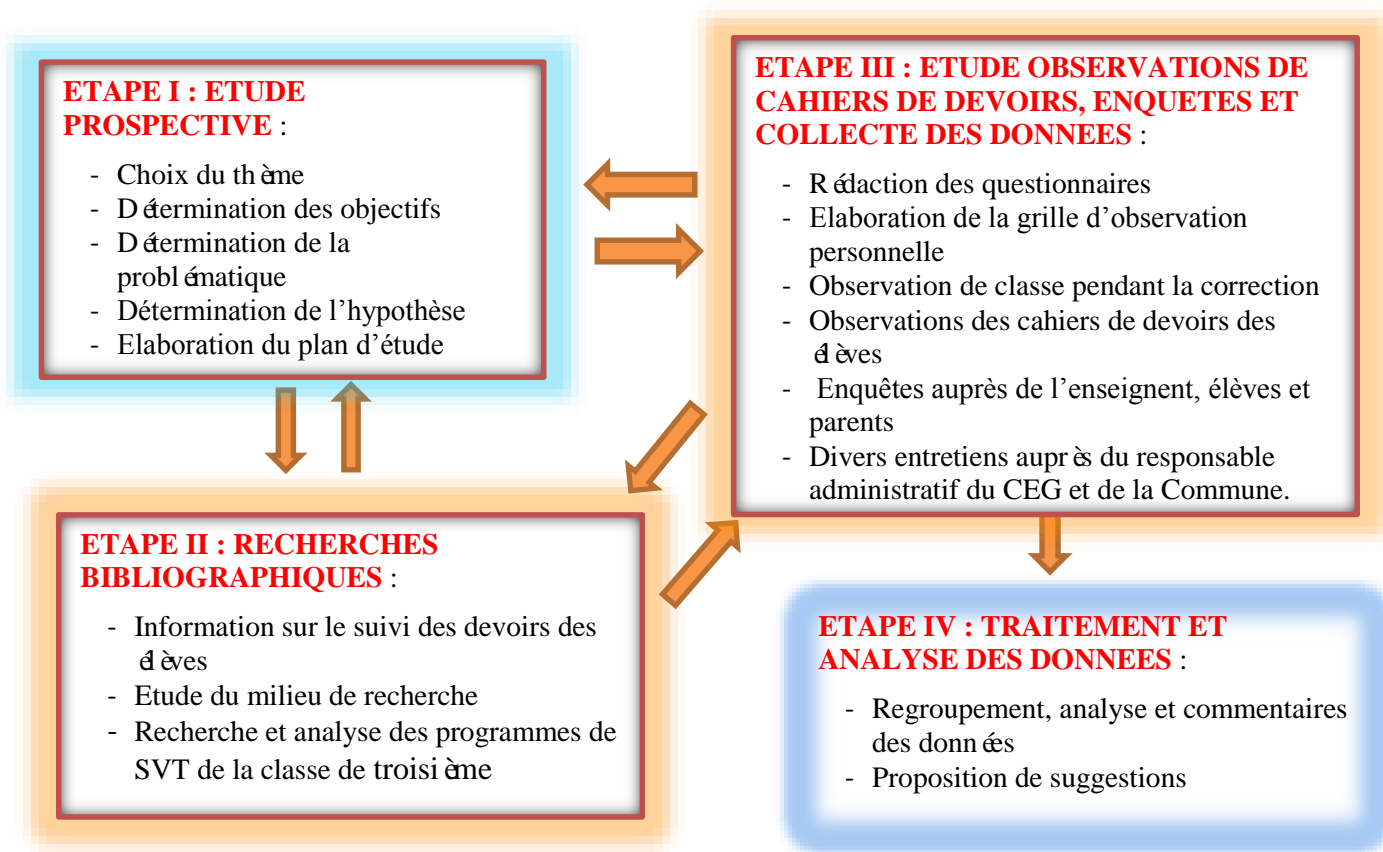 ETAPE I : ETUDE
PROSPECTIVE :
- Choix du thème
- Détermination des objectifs
- Détermination de la
problématique
- Détermination de l’hypothèse
- Elaboration du plan d’étude
ETAPE II : RECHERCHES
BIBLIOGRAPHIQUES :
- Information sur le suivi des devoirs des
élèves
- Etude du milieu de recherche
- Recherche et analyse des programmes de
SVT de la classe de troisième
ETAPE III : ETUDE OBSERVATIONS DE
CAHIERS DE DEVOIRS, ENQUETES ET
COLLECTE DES DONNEES :
- Rédaction des questionnaires
- Elaboration de la grille d’observation
personnelle
- Observation de classe pendant la correction
- Observations des cahiers de devoirs des
élèves
- Enquêtes auprès de l’enseignent, élèves et
parents
- Divers entretiens auprès du responsable
administratif du CEG et de la Commune.
ETAPE IV : TRAITEMENT ET
ANALYSE DES DONNEES :
- Regroupement, analyse et commentaires
des données
- Proposition de suggestions